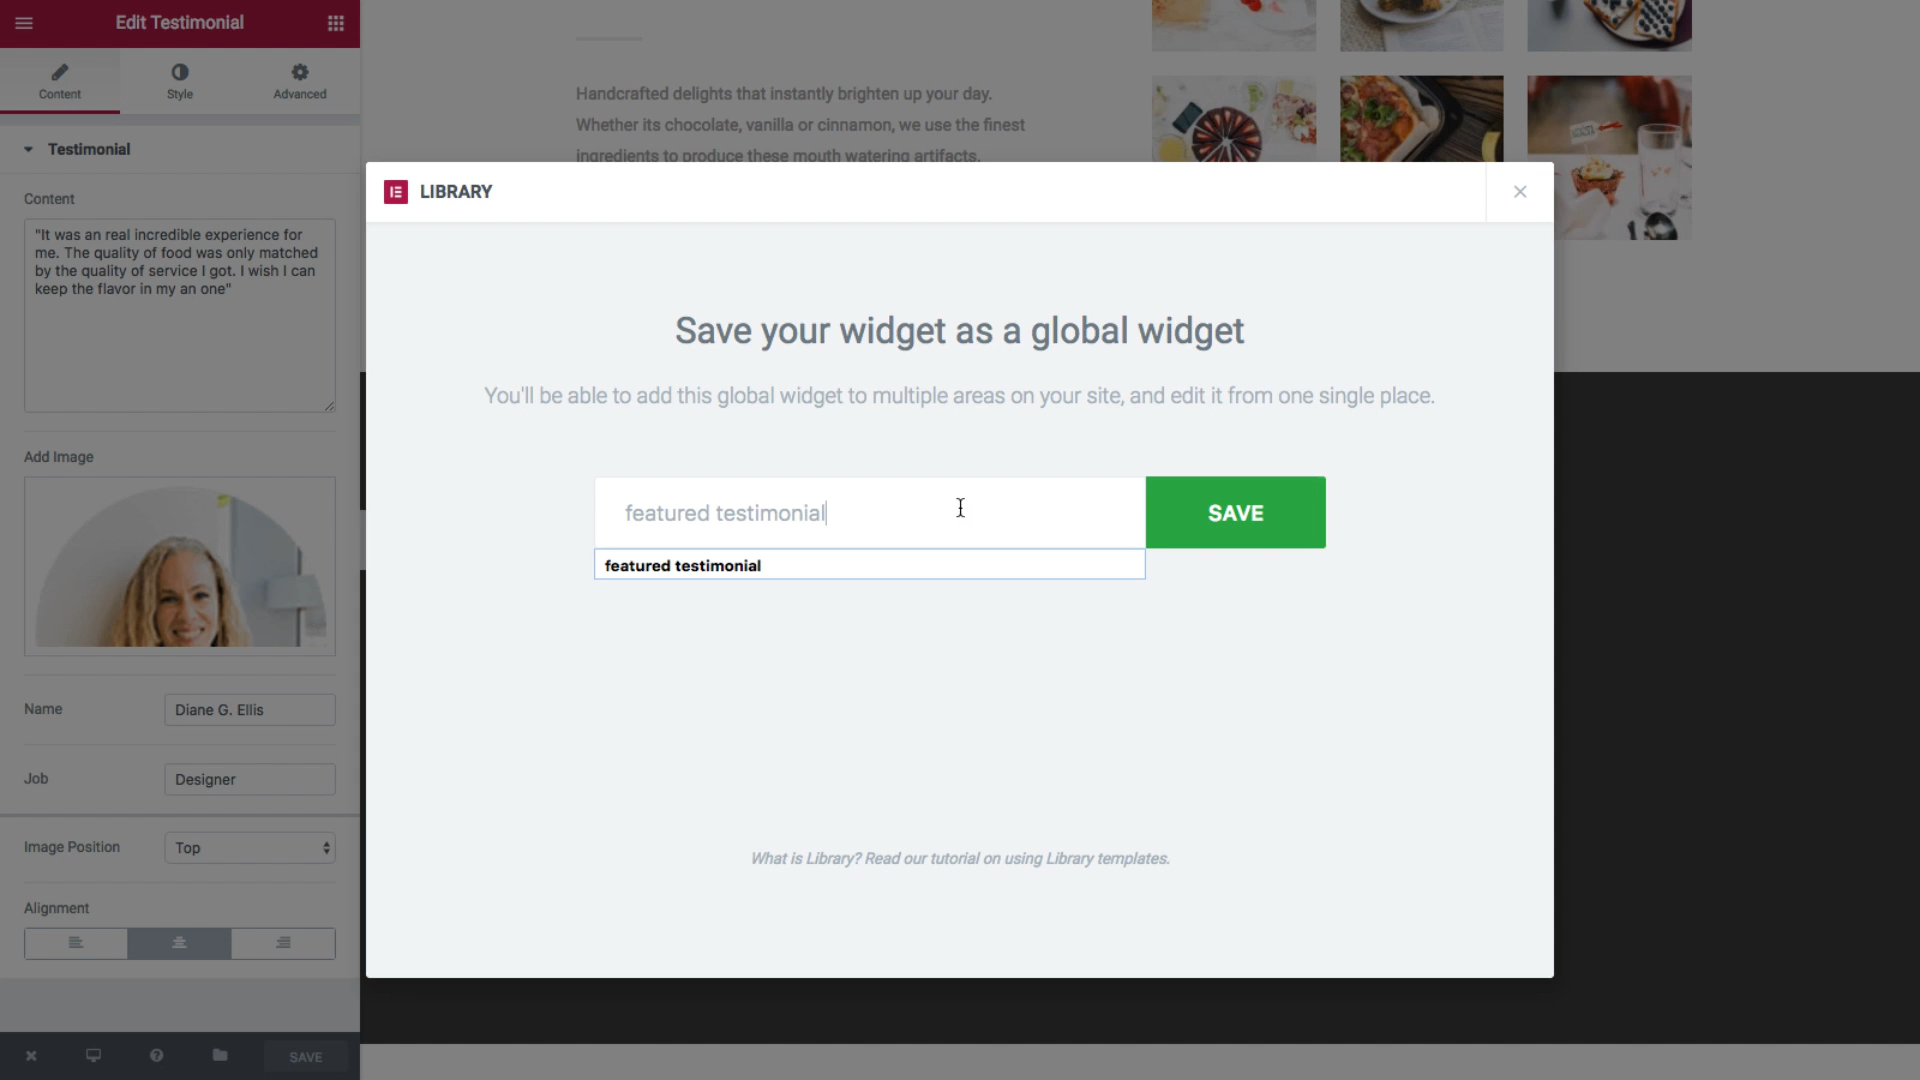 Edit Testimonial
Content
Style
Advanced
Testimonial
Content
"It was an real incredible experience for
me. The quality of food was only matched
by the quality of service I got. I wish I can
keep the flavor in my an one"
Add Image
Name
Diane G. Ellis
Job
Designer
Image Position
Top
Alignment
SAVE
Handcrafted delights that instantly brighten up your day.
Whether its chocolate, vanilla or cinnamon, we use the finest
ingredients to produce these mouth watering artifacts.
LIBRARY
Save your widget as a global widget
You'll be able to add this global widget to multiple areas on your site, and edit it from one single place.
featured testimonial
SAVE
featured testimonial
What is Library? Read our tutorial on using Library templates.